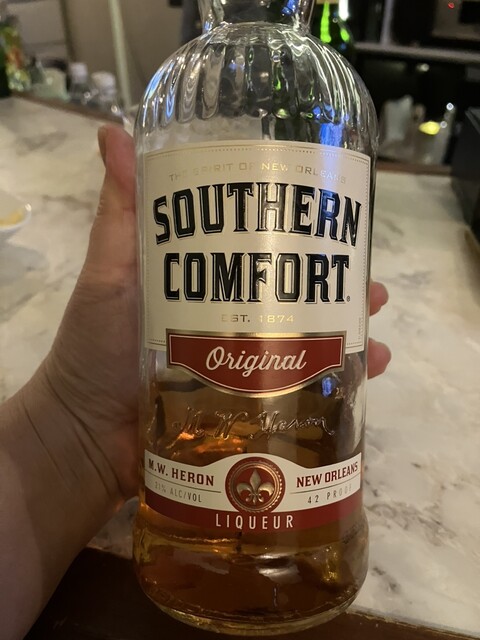 THE SPIRIT OF NEW ORLEANS
SOUTHERN
COMFORT®
EST. 1874
Original
M. W. Heron
M.W. HERON NEW ORLEANS
21% ALC/VOL 42 PROOF
LIQUEUR